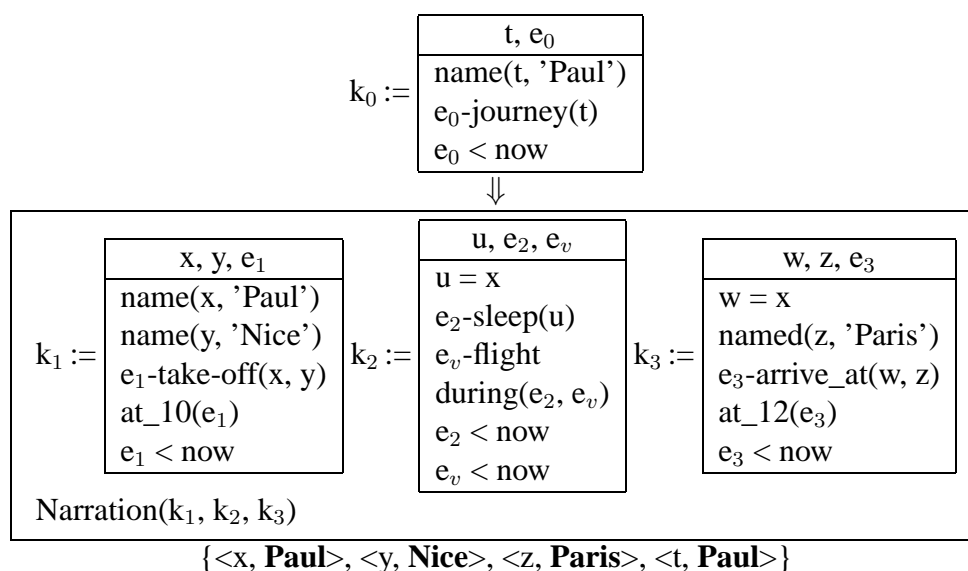 t, e₀
k₀ :=
name(t, 'Paul')
e₀-journey(t)
e₀ < now
⇓
k₁ :=
x, y, e₁
name(x, 'Paul')
name(y, 'Nice')
e₁-take-off(x, y)
at_10(e₁)
e₁ < now
k₂ :=
u, e₂, eᵥ
u = x
e₂-sleep(u)
eᵥ-flight
during(e₂, eᵥ)
e₂ < now
eᵥ < now
k₃ :=
w, z, e₃
w = x
named(z, 'Paris')
e₃-arrive_at(w, z)
at_12(e₃)
e₃ < now
Narration(k₁, k₂, k₃)
{<x, Paul>, <y, Nice>, <z, Paris>, <t, Paul>}